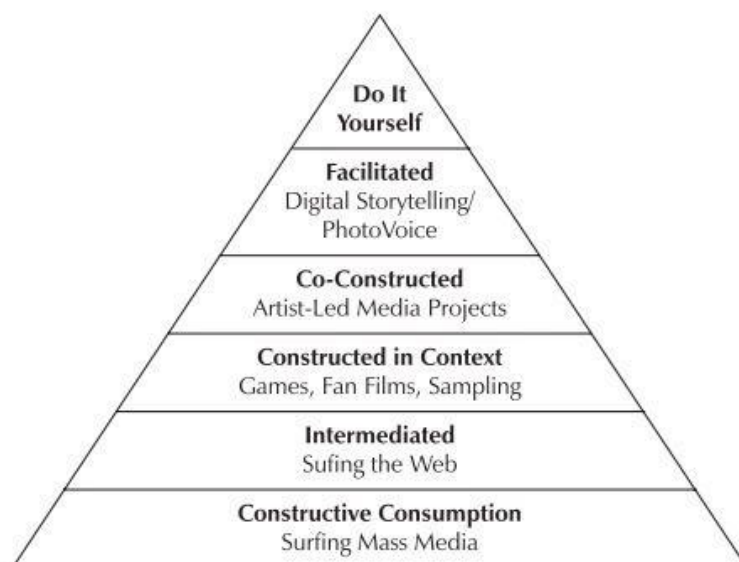 Do It
Yourself
Facilitated
Digital Storytelling/
PhotoVoice
Co-Constructed
Artist-Led Media Projects
Constructed in Context
Games, Fan Films, Sampling
Intermediated
Sufing the Web
Constructive Consumption
Surfing Mass Media